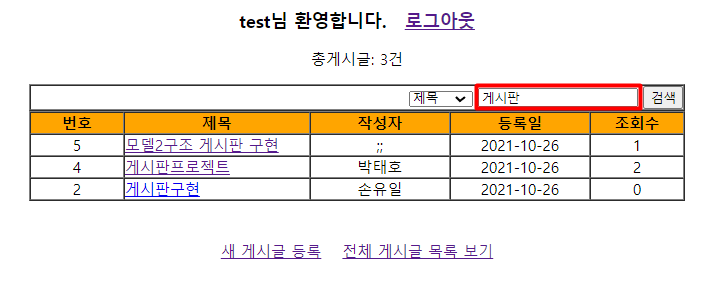 test님 환영합니다. 로그아웃
총게시글: 3건
제목 게시판 검색
번호 제목 작성자 등록일 조회수
5 모델2구조 게시판 구현 ;; 2021-10-26 1
4 게시판프로젝트 박태호 2021-10-26 2
2 게시판구현 손유일 2021-10-26 0
새 게시글 등록 전체 게시글 목록 보기